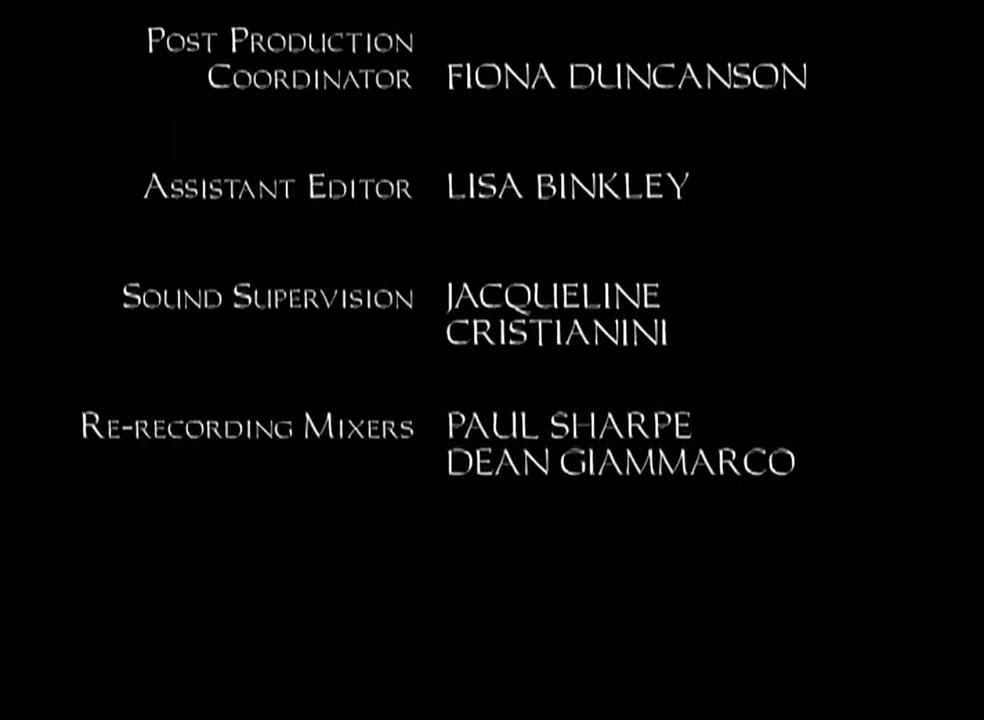 Post Production
Coordinator FIONA DUNCANSON
Assistant Editor LISA BINKLEY
Sound Supervision JACQUELINE
CRISTIANINI
Re-recording Mixers PAUL SHARPE
DEAN GIAMMARCO